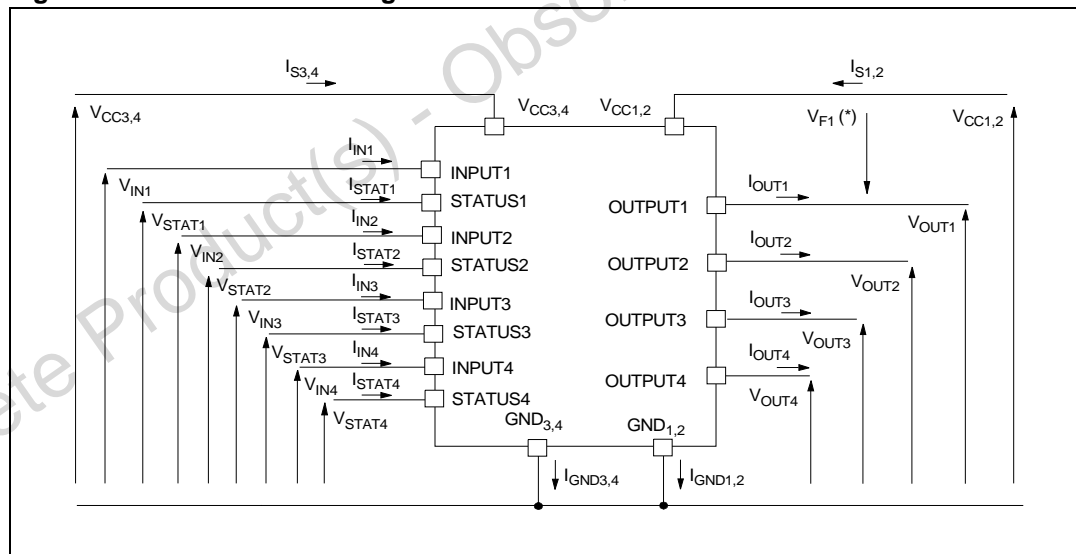 I_S3,4
I_S1,2
V_CC3,4
V_CC3,4
V_CC1,2
V_F1 (*)
V_CC1,2
I_IN1
INPUT1
V_IN1
I_STAT1
STATUS1
I_OUT1
OUTPUT1
V_OUT1
V_STAT1
I_IN2
INPUT2
V_IN2
I_STAT2
STATUS2
I_OUT2
OUTPUT2
V_OUT2
V_STAT2
I_IN3
INPUT3
V_IN3
I_STAT3
STATUS3
I_OUT3
OUTPUT3
V_OUT3
V_STAT3
I_IN4
INPUT4
V_IN4
I_STAT4
STATUS4
I_OUT4
OUTPUT4
V_OUT4
V_STAT4
GND_3,4
GND_1,2
I_GND3,4
I_GND1,2
ete Product(s) - Obso